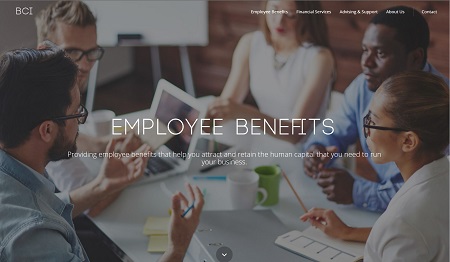 BCI
Employee Benefits Financial Services Advising & Support About Us Contact
EMPLOYEE BENEFITS
Providing employee benefits that help you attract and retain the human capital that you need to run
your business.